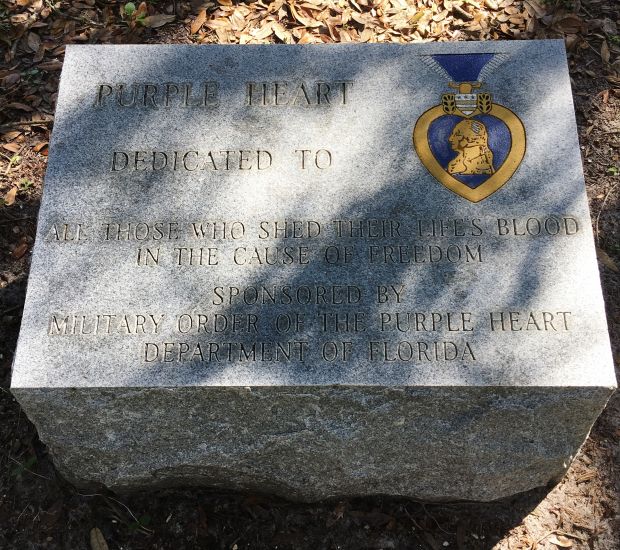 PURPLE HEART
DEDICATED TO
ALL THOSE WHO SHED THEIR LIFE'S BLOOD
IN THE CAUSE OF FREEDOM
SPONSORED BY
MILITARY ORDER OF THE PURPLE HEART
DEPARTMENT OF FLORIDA